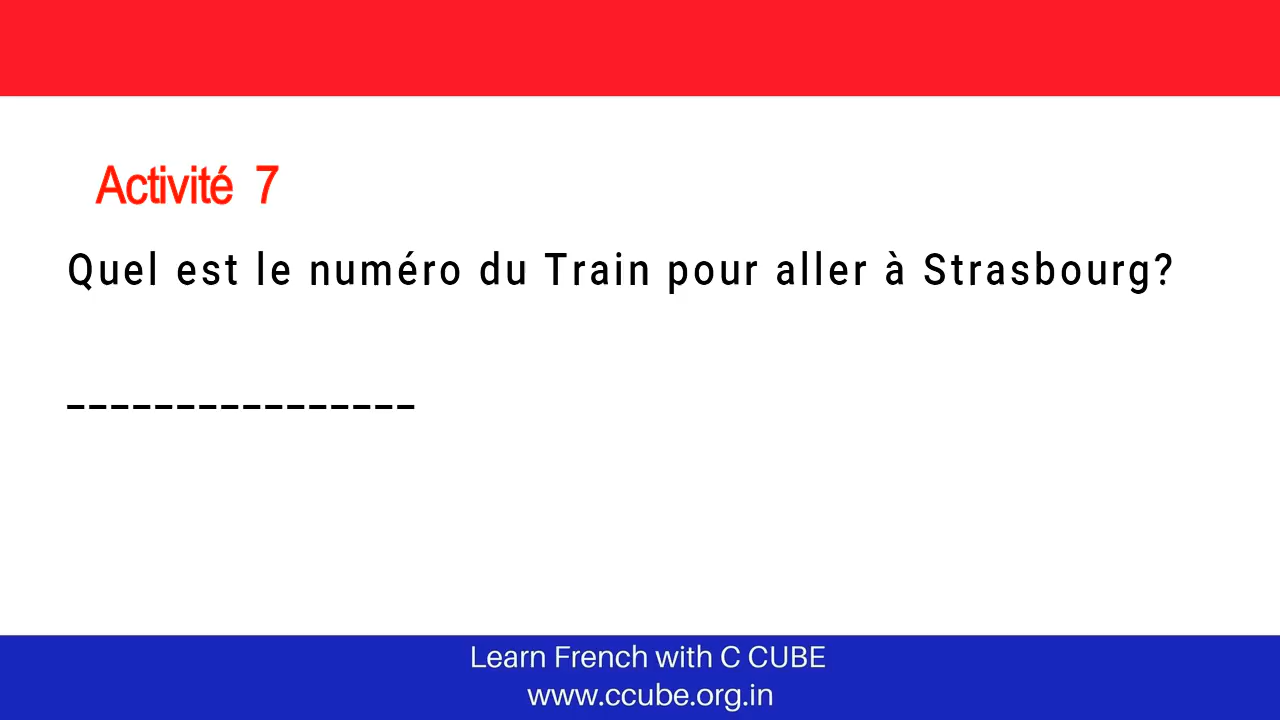 Activité 7
Quel est le numéro du Train pour aller à Strasbourg?
________________
Learn French with C CUBE
www.ccube.org.in